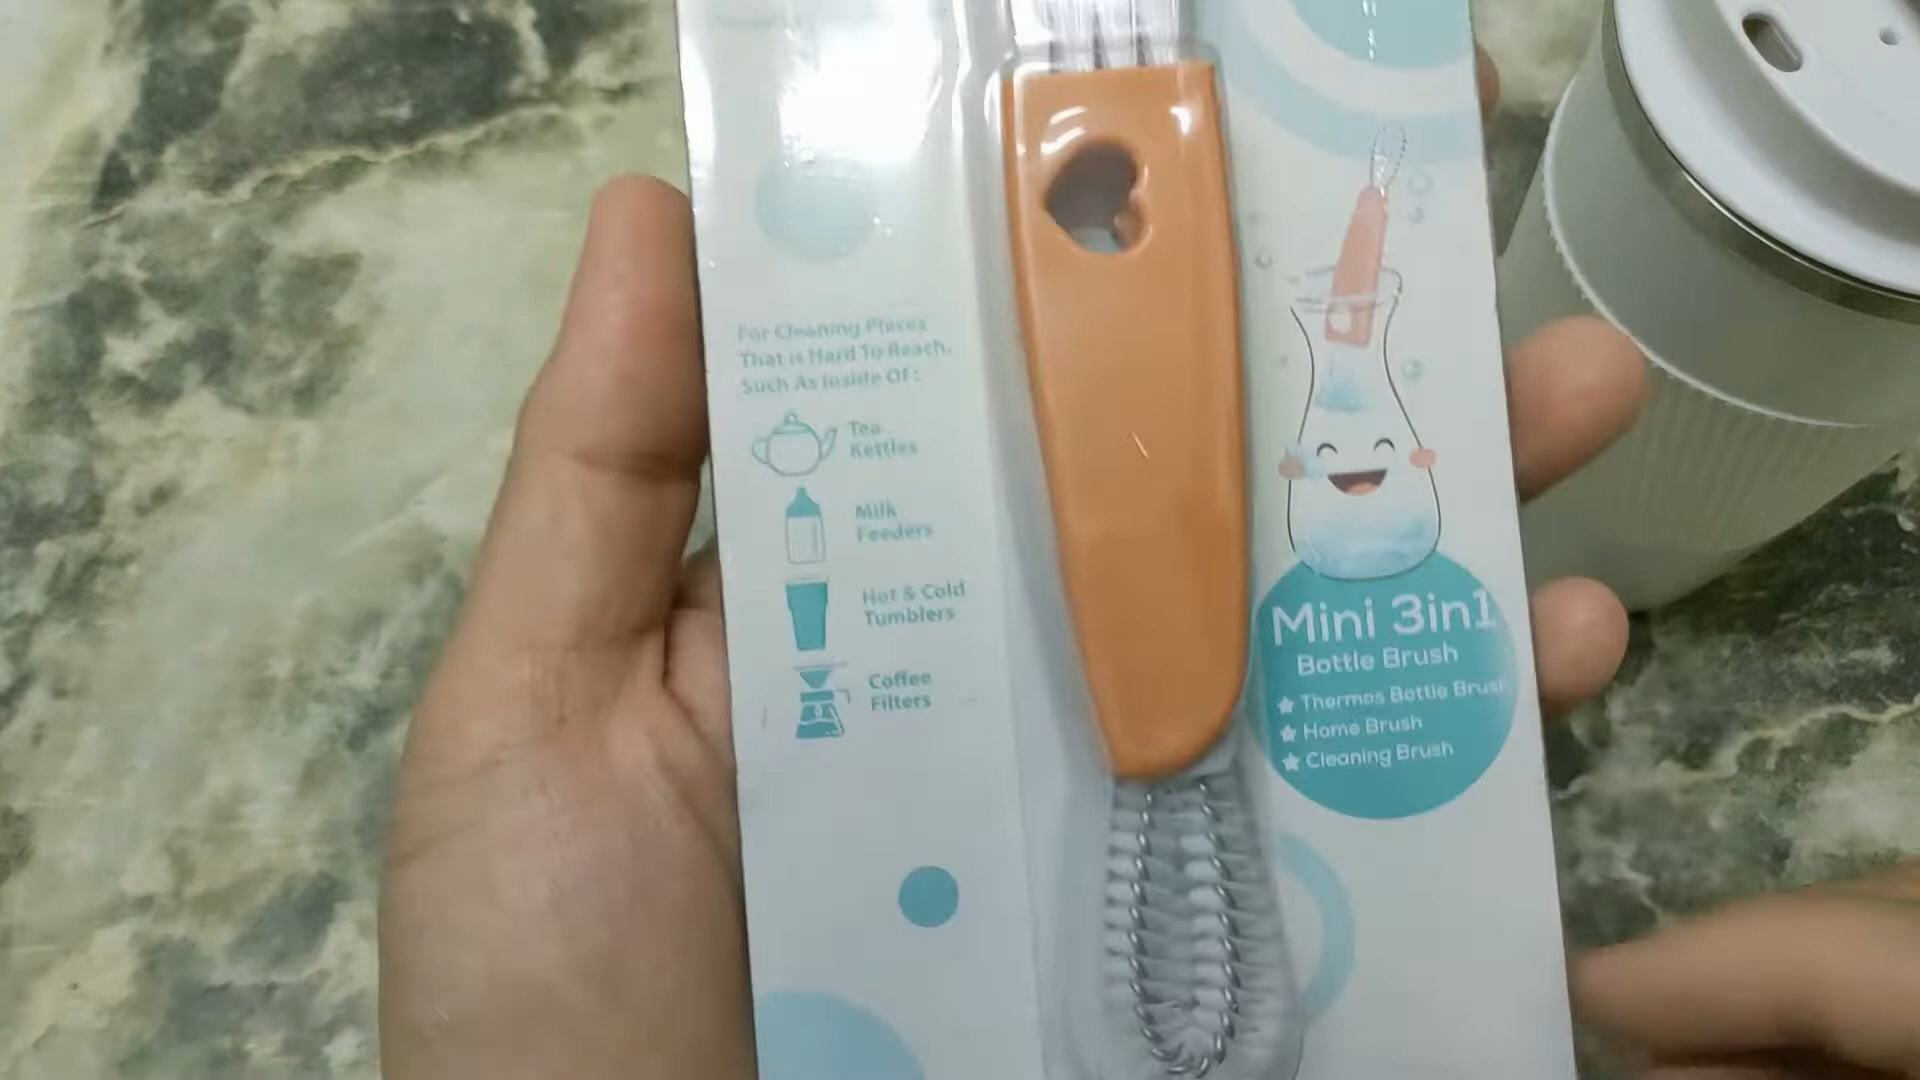 For Cleaning Places
That is Hard To Reach,
Such As Inside Of :
Tea
Kettles
Milk
Feeders
Hot & Cold
Tumblers
Coffee
Filters
Mini 3in1
Bottle Brush
Thermos Bottle Brush
Home Brush
Cleaning Brush